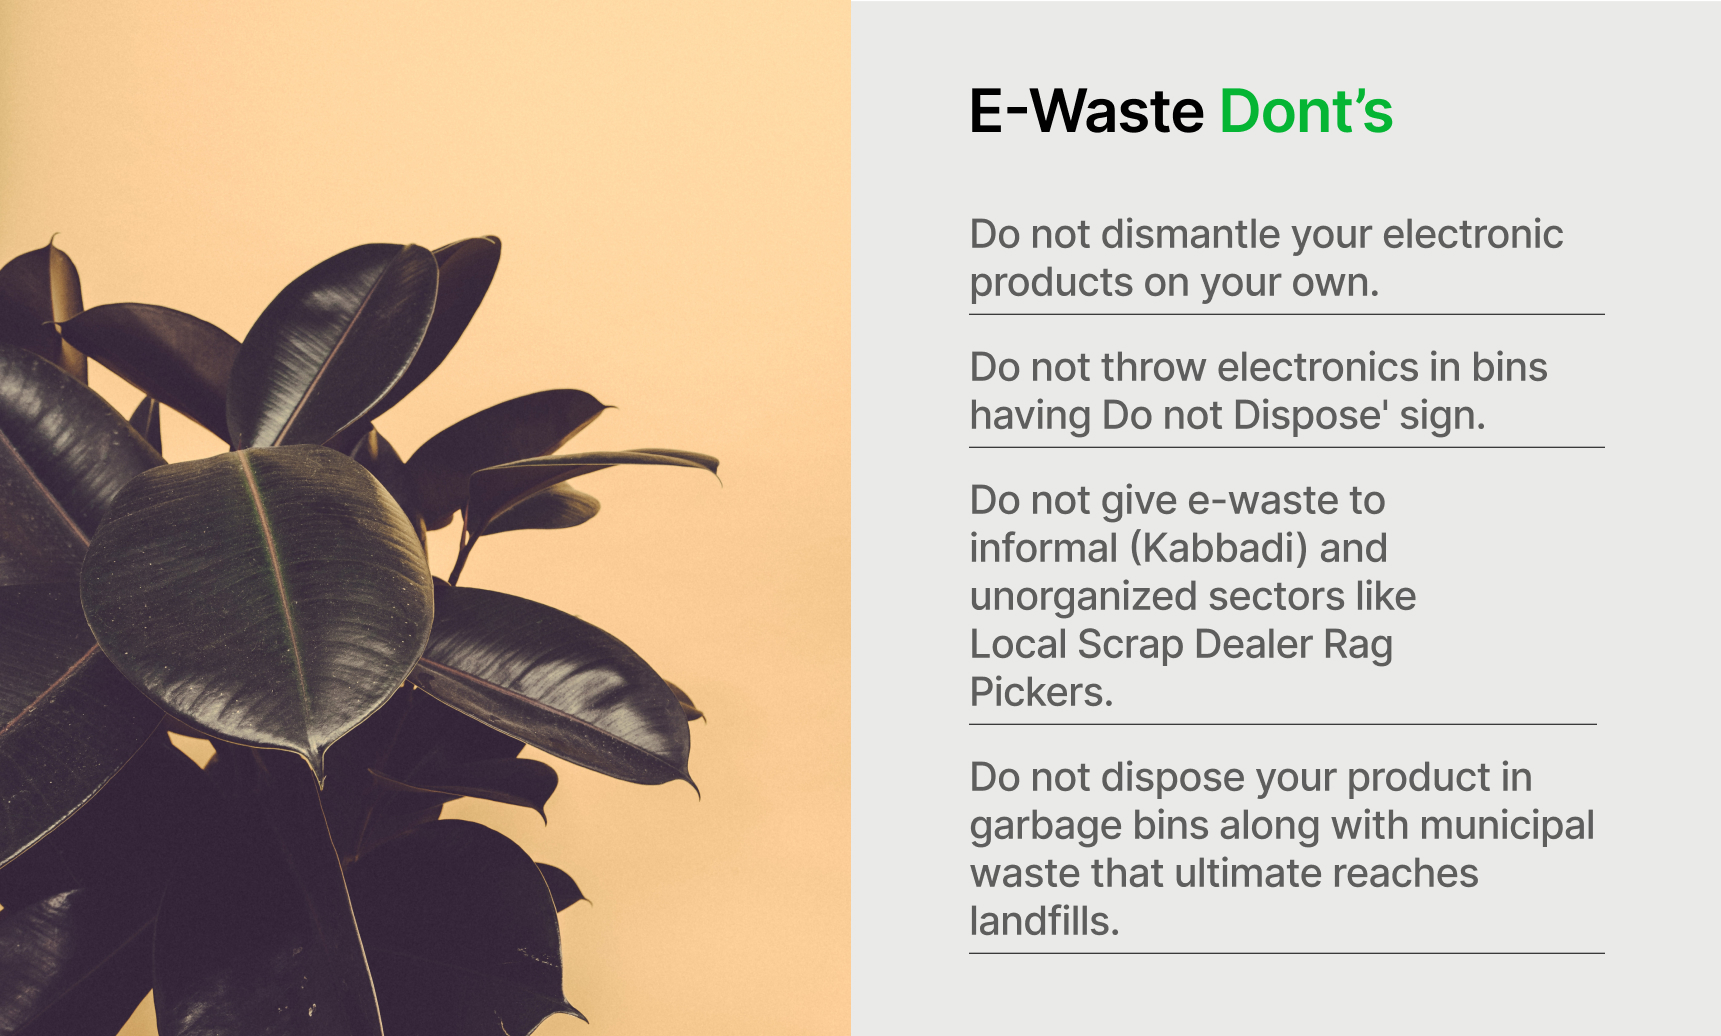 E-Waste Dont’s
Do not dismantle your electronic
products on your own.
Do not throw electronics in bins
having Do not Dispose' sign.
Do not give e-waste to
informal (Kabbadi) and
unorganized sectors like
Local Scrap Dealer Rag
Pickers.
Do not dispose your product in
garbage bins along with municipal
waste that ultimate reaches
landfills.